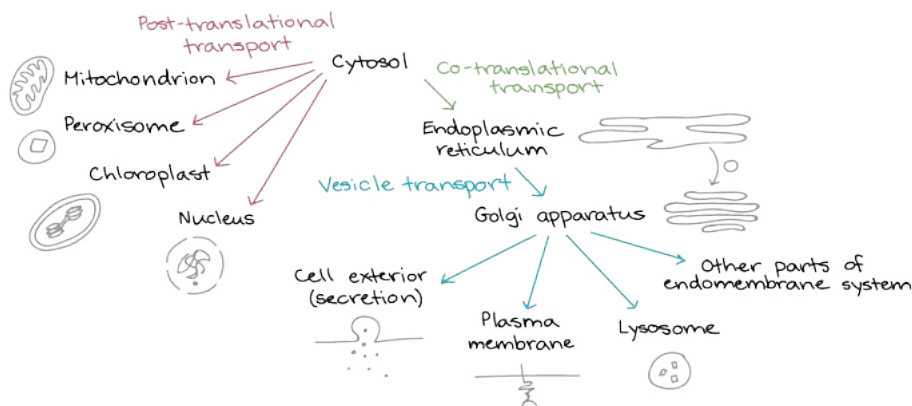 Post-translational
transport
Cytosol
Mitochondrion
Co-translational
transport
Peroxisome
Endoplasmic
reticulum
Chloroplast
Vesicle transport
Nucleus
Golgi apparatus
Cell exterior
(secretion)
Other parts of
endomembrane system
Plasma
membrane
Lysosome